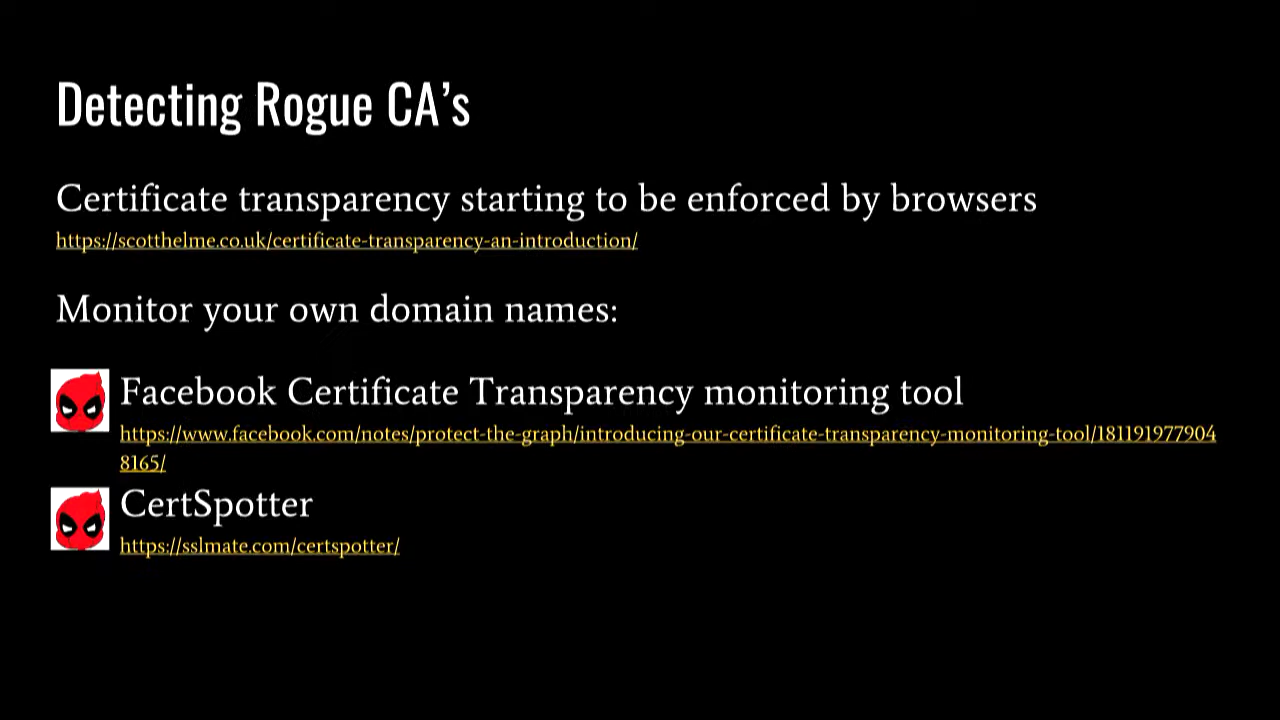 Detecting Rogue CA’s
Certificate transparency starting to be enforced by browsers
https://scotthelme.co.uk/certificate-transparency-an-introduction/
Monitor your own domain names:
Facebook Certificate Transparency monitoring tool
https://www.facebook.com/notes/protect-the-graph/introducing-our-certificate-transparency-monitoring-tool/181191977904
8165/
CertSpotter
https://sslmate.com/certspotter/